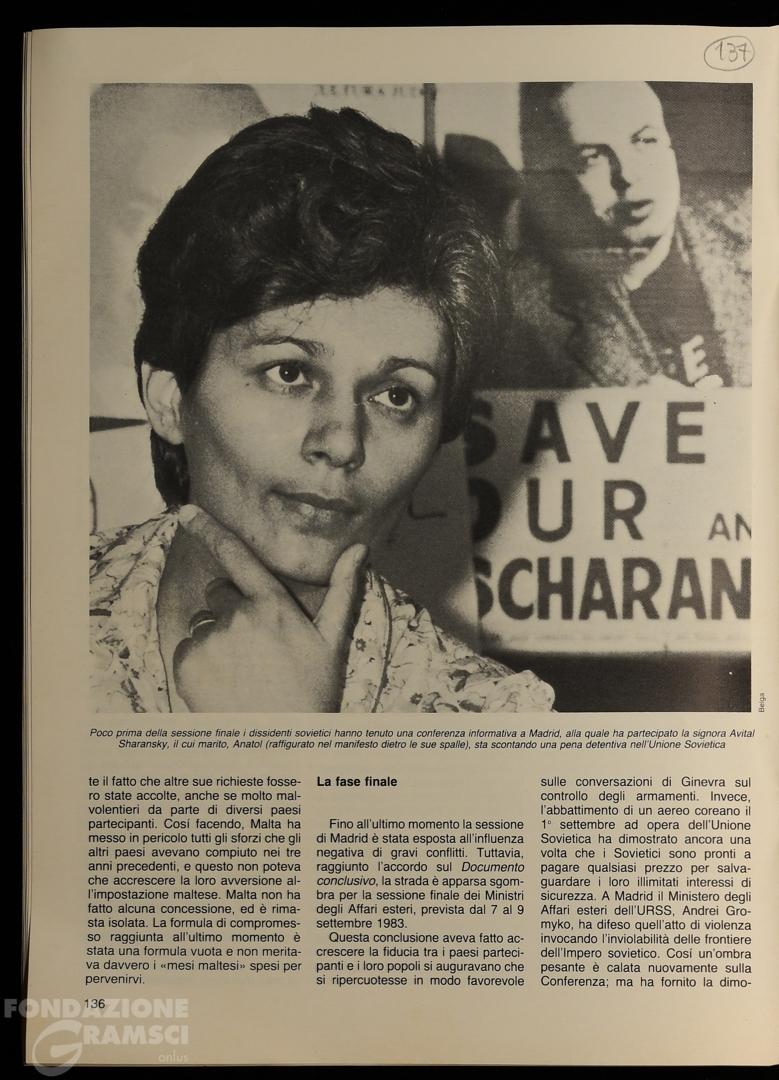 137
SAVE
OUR AN
SCHARAN
Belga
Poco prima della sessione finale i dissidenti sovietici hanno tenuto una conferenza informativa a Madrid, alla quale ha partecipato la signora Avital
Sharansky, il cui marito, Anatol (raffigurato nel manifesto dietro le sue spalle), sta scontando una pena detentiva nell'Unione Sovietica
te il fatto che altre sue richieste fosse-
ro state accolte, anche se molto mal-
volentieri da parte di diversi paesi
partecipanti. Cosí facendo, Malta ha
messo in pericolo tutti gli sforzi che gli
altri paesi avevano compiuto nei tre
anni precedenti, e questo non poteva
che accrescere la loro avversione al-
l'impostazione maltese. Malta non ha
fatto alcuna concessione, ed è rima-
sta isolata. La formula di compromes-
so raggiunta all'ultimo momento è
stata una formula vuota e non merita-
va davvero i «mesi maltesi» spesi per
pervenirvi.
La fase finale
Fino all'ultimo momento la sessione
di Madrid è stata esposta all'influenza
negativa di gravi conflitti. Tuttavia,
raggiunto l'accordo sul Documento
conclusivo, la strada è apparsa sgom-
bra per la sessione finale dei Ministri
degli Affari esteri, prevista dal 7 al 9
settembre 1983.
Questa conclusione aveva fatto ac-
crescere la fiducia tra i paesi parteci-
panti e i loro popoli si auguravano che
si ripercuotesse in modo favorevole
sulle conversazioni di Ginevra sul
controllo degli armamenti. Invece,
l'abbattimento di un aereo coreano il
1° settembre ad opera dell'Unione
Sovietica ha dimostrato ancora una
volta che i Sovietici sono pronti a
pagare qualsiasi prezzo per salva-
guardare i loro illimitati interessi di
sicurezza. A Madrid il Ministero degli
Affari esteri dell'URSS, Andrei Gro-
myko, ha difeso quell'atto di violenza
invocando l'inviolabilità delle frontiere
dell'Impero sovietico. Cosí un'ombra
pesante è calata nuovamente sulla
Conferenza; ma ha fornito la dimo-
136
FONDAZIONE
GRAMSCI
onlus